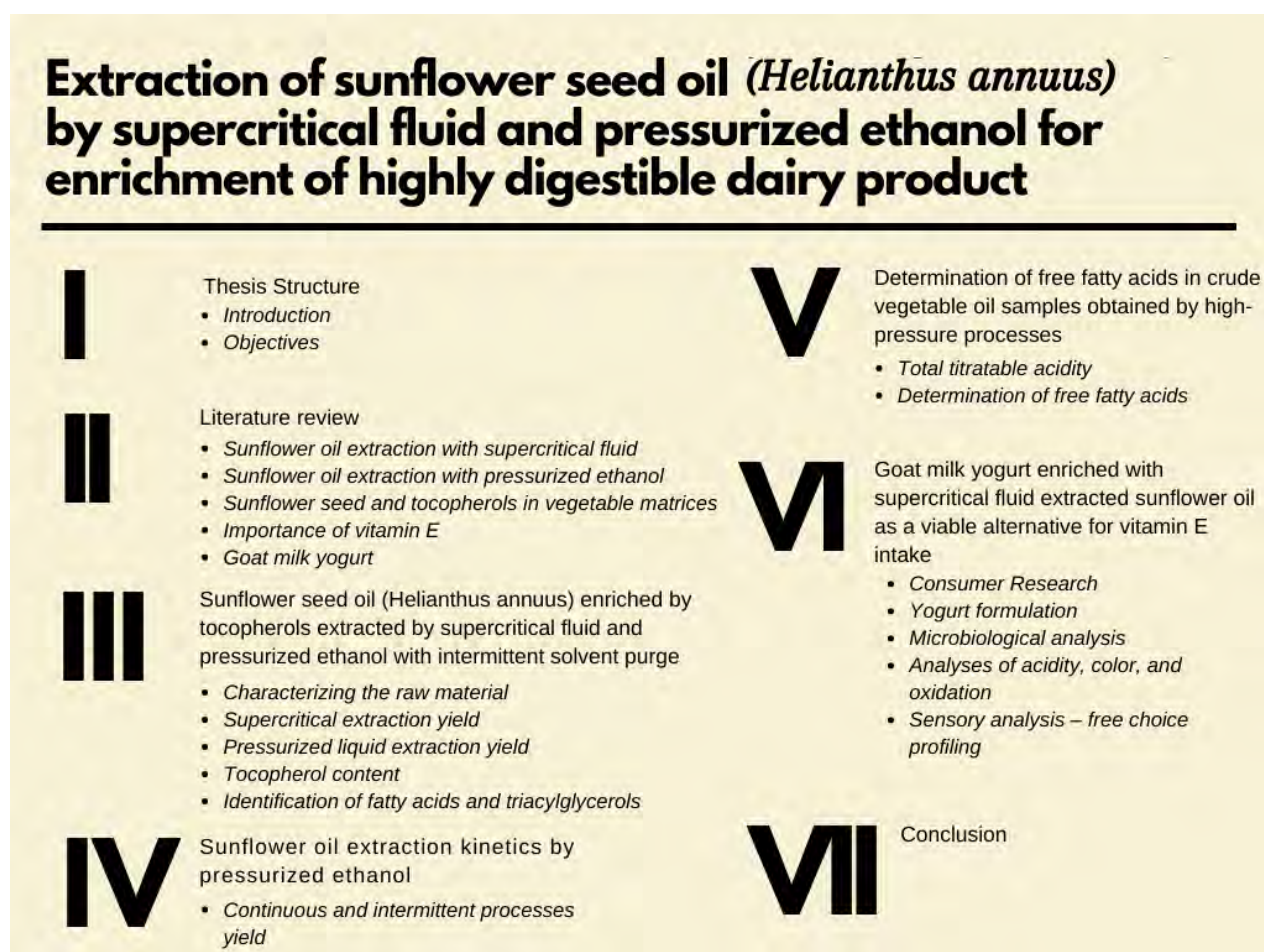 Extraction of sunflower seed oil (Helianthus annuus)
by supercritical fluid and pressurized ethanol for
enrichment of highly digestible dairy product
I
Thesis Structure
• Introduction
• Objectives
II
Literature review
• Sunflower oil extraction with supercritical fluid
• Sunflower oil extraction with pressurized ethanol
• Sunflower seed and tocopherols in vegetable matrices
• Importance of vitamin E
• Goat milk yogurt
III
Sunflower seed oil (Helianthus annuus) enriched by
tocopherols extracted by supercritical fluid and
pressurized ethanol with intermittent solvent purge
• Characterizing the raw material
• Supercritical extraction yield
• Pressurized liquid extraction yield
• Tocopherol content
• Identification of fatty acids and triacylglycerols
IV
Sunflower oil extraction kinetics by
pressurized ethanol
• Continuous and intermittent processes
yield
V
Determination of free fatty acids in crude
vegetable oil samples obtained by high-
pressure processes
• Total titratable acidity
• Determination of free fatty acids
VI
Goat milk yogurt enriched with
supercritical fluid extracted sunflower oil
as a viable alternative for vitamin E
intake
• Consumer Research
• Yogurt formulation
• Microbiological analysis
• Analyses of acidity, color, and
oxidation
• Sensory analysis – free choice
profiling
VII
Conclusion